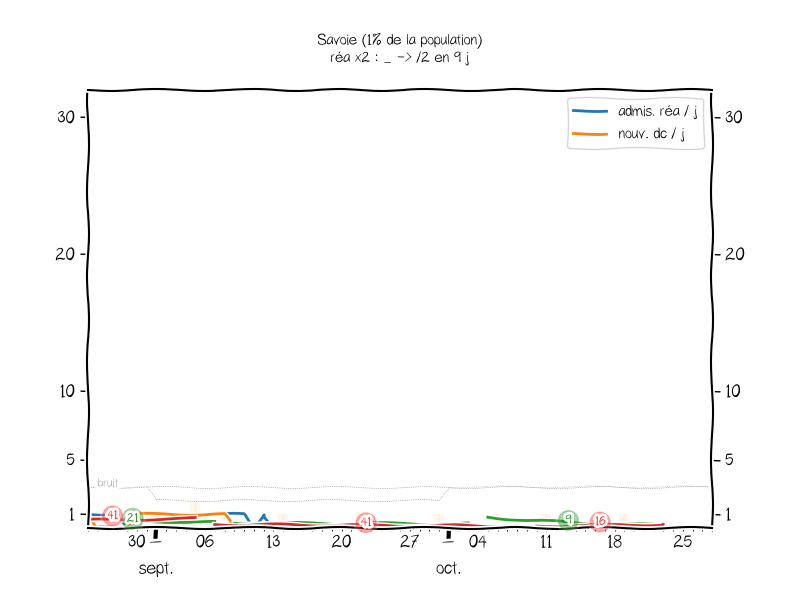 Savoie (1% de la population)
réa x2 : _ -> /2 en 9 j
30 30
admis. réa / j
nouv. dc / j
20 20
10 10
5 5
bruit
1 41 21 41 9 16 1
30 06 13 20 27 04 11 18 25
sept. oct.